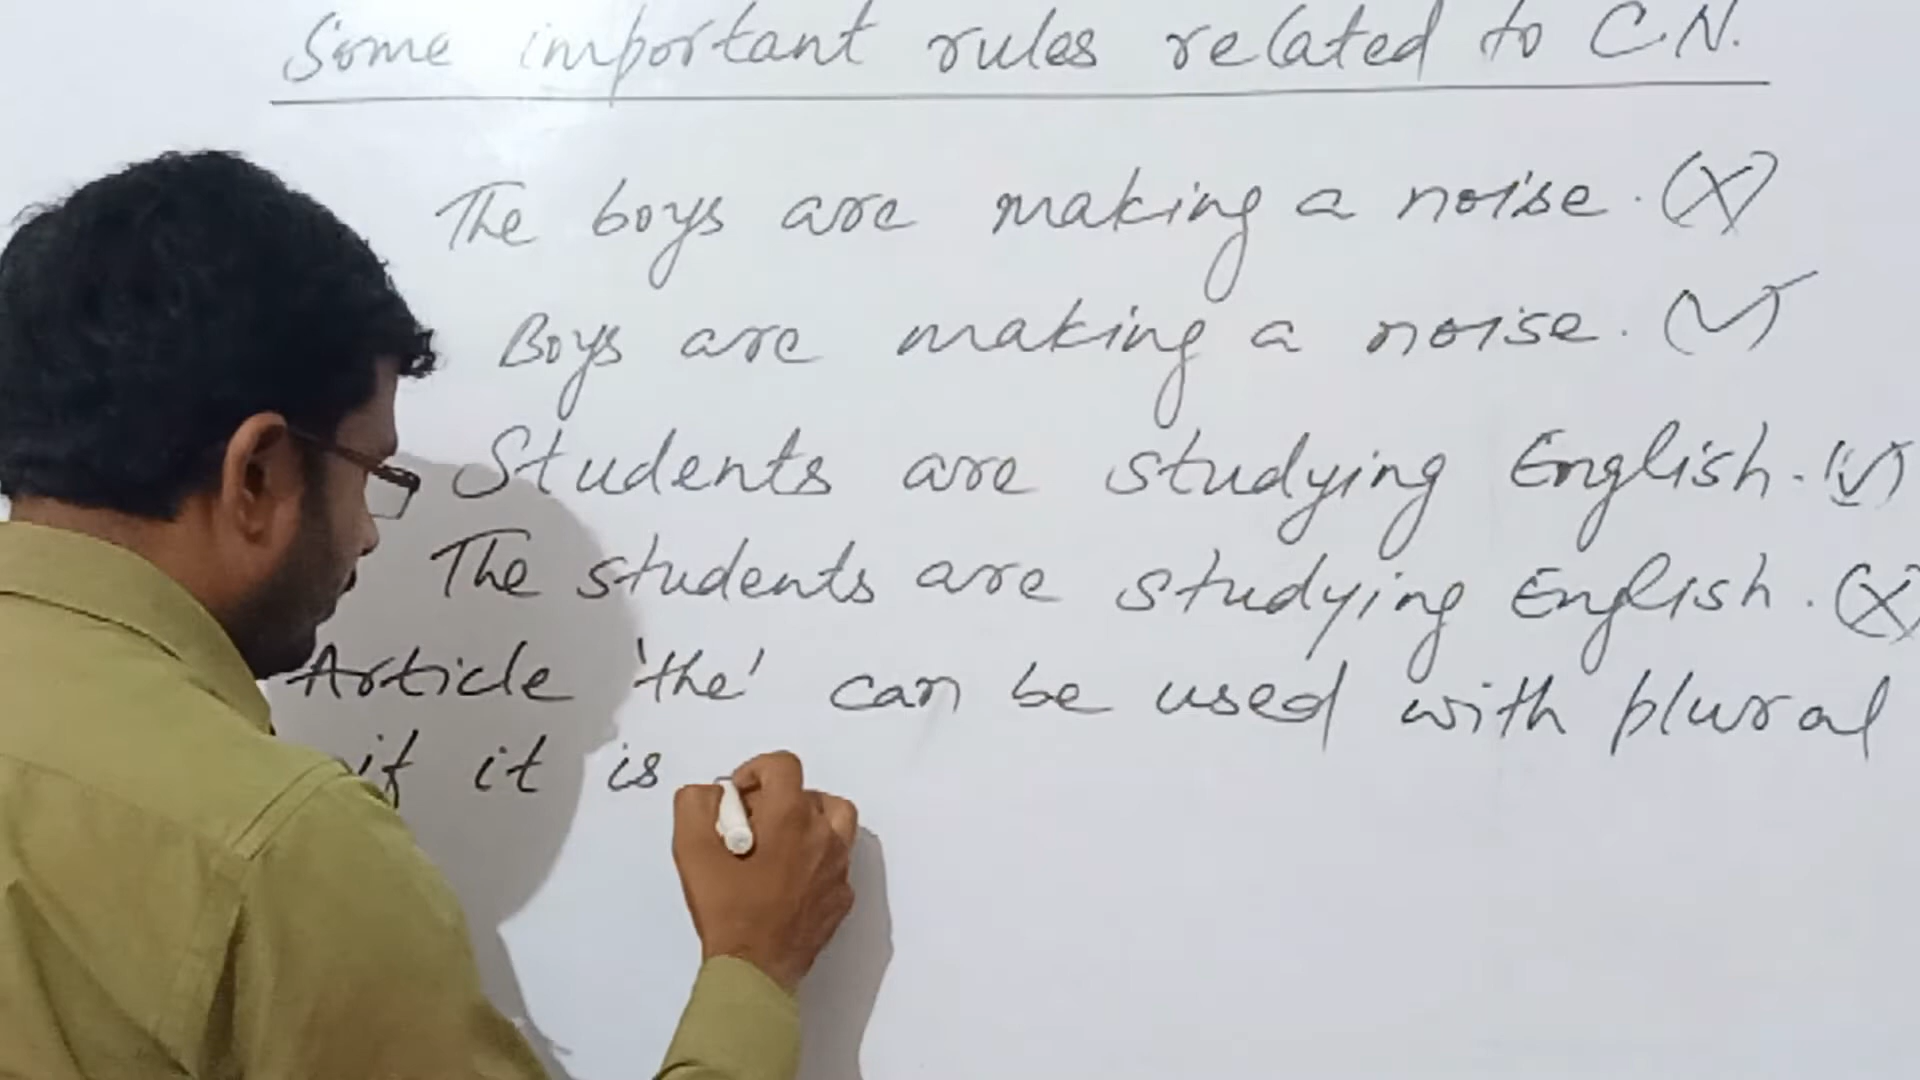 Some important rules related to C.N.
The boys are making a noise. (X)
Boys are making a noise. (✓)
Students are studying English. (✓)
The students are studying English. (X)
Article 'the' can be used with plural
if it is